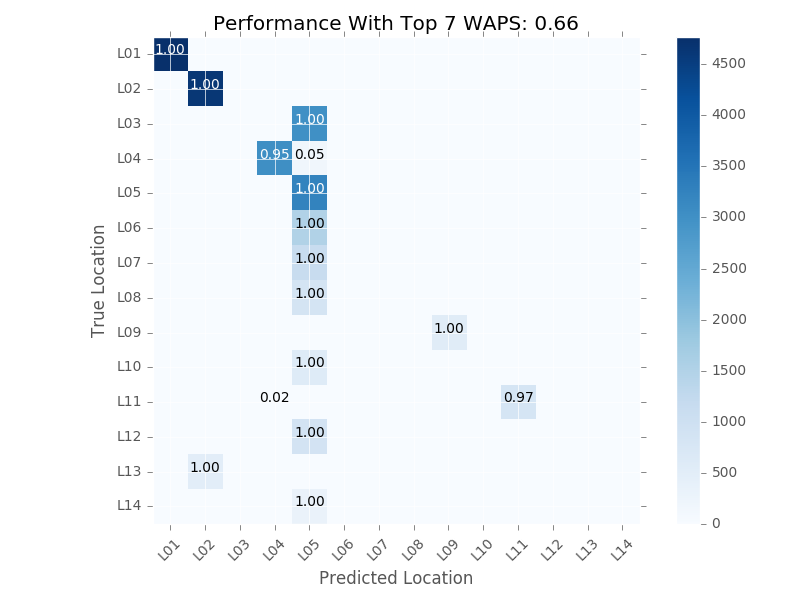 Performance With Top 7 WAPS: 0.66
True Location
L01
1.00
L02
1.00
L03
1.00
L04
0.95 0.05
L05
1.00
L06
1.00
L07
1.00
L08
1.00
L09
1.00
L10
1.00
L11
0.02 0.97
L12
1.00
L13
1.00
L14
1.00
L01 L02 L03 L04 L05 L06 L07 L08 L09 L10 L11 L12 L13 L14
Predicted Location
4500
4000
3500
3000
2500
2000
1500
1000
500
0